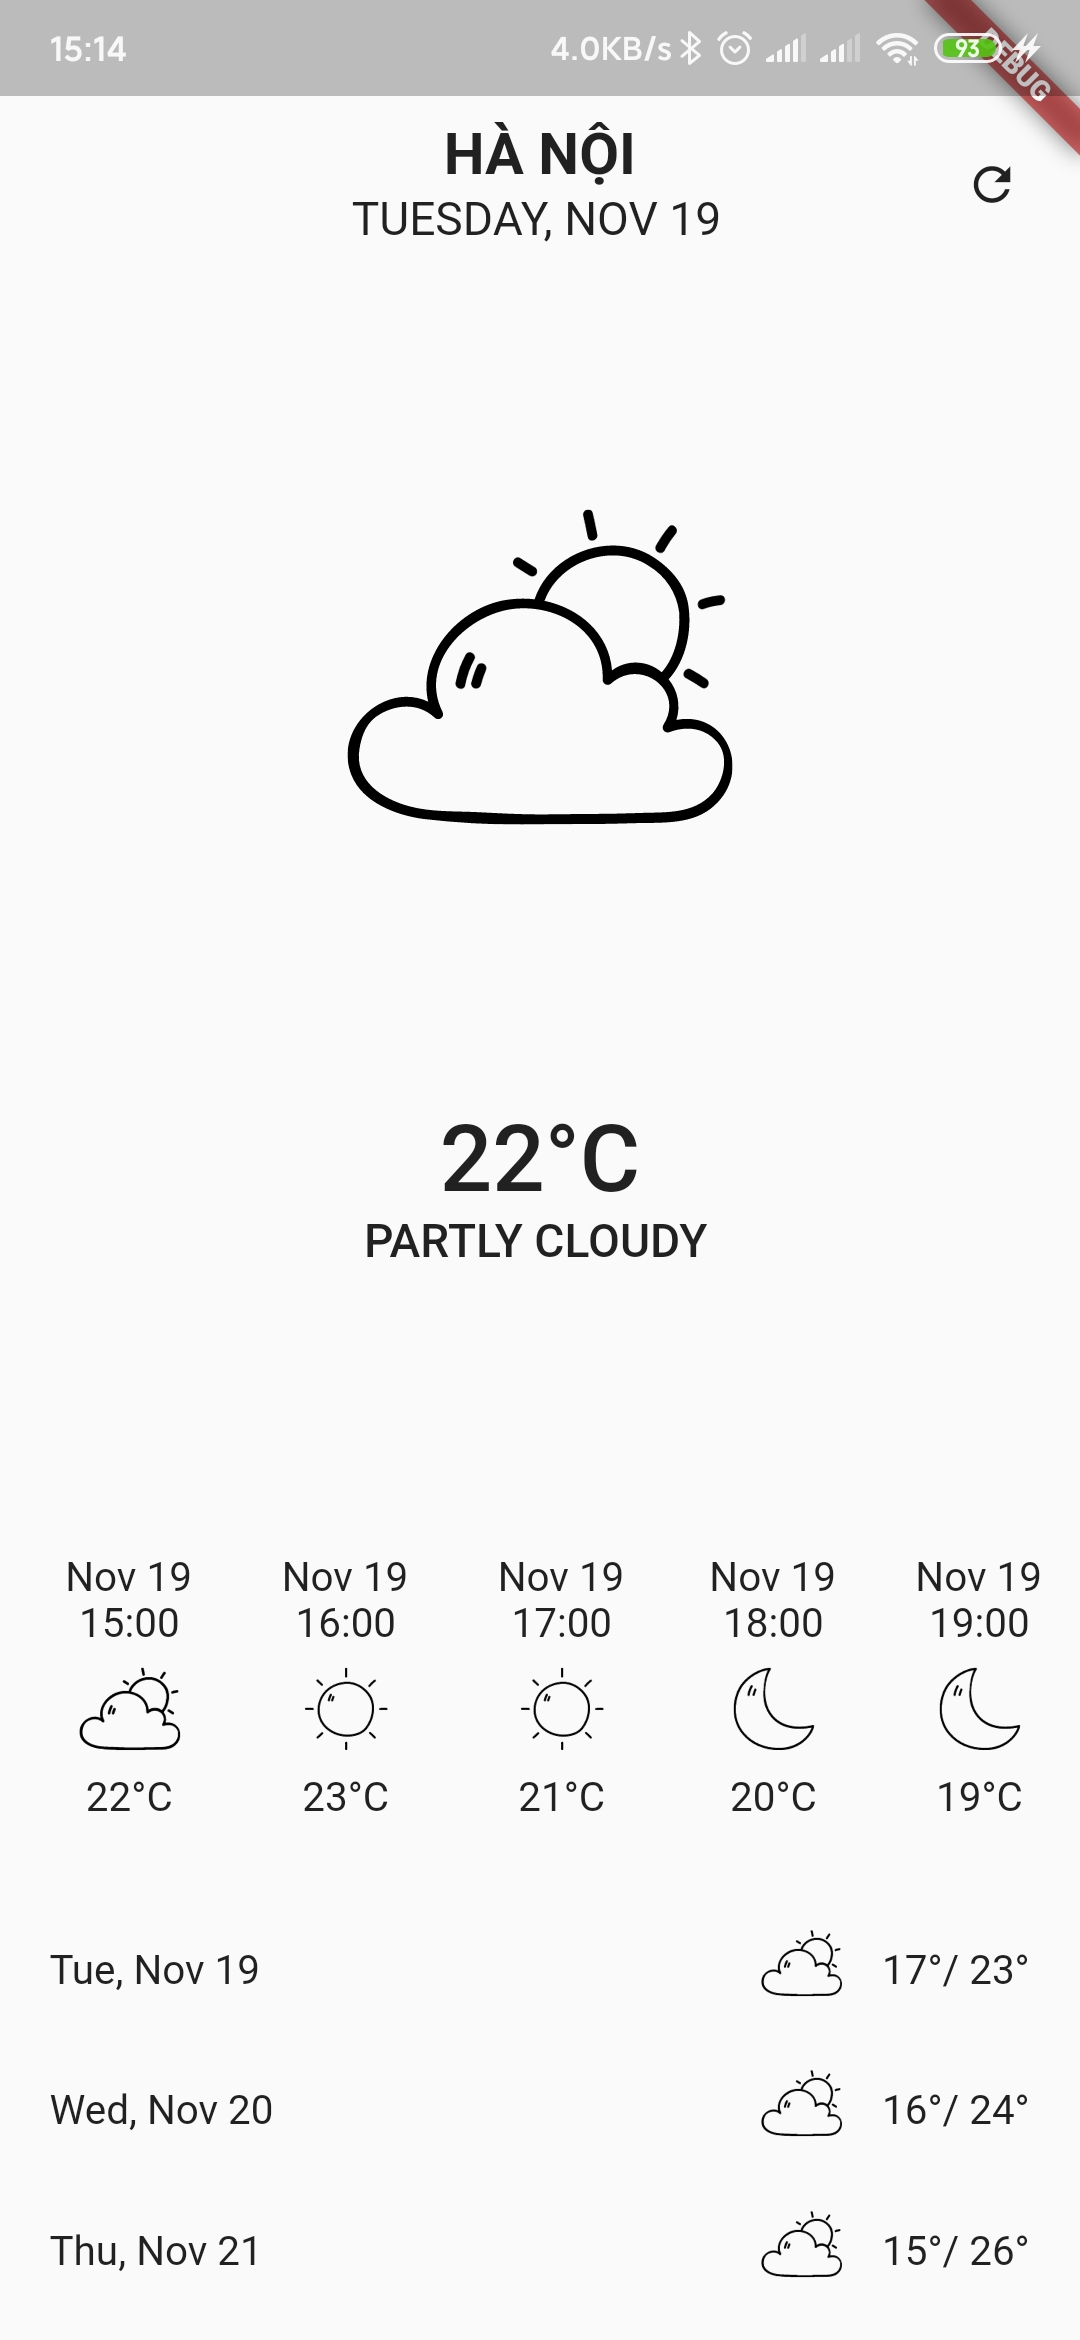 15:14 4.0KB/s 93
DEBUG
HÀ NỘI
TUESDAY, NOV 19
22°C
PARTLY CLOUDY
Nov 19 Nov 19 Nov 19 Nov 19 Nov 19
15:00 16:00 17:00 18:00 19:00
22°C 23°C 21°C 20°C 19°C
Tue, Nov 19 17°/ 23°
Wed, Nov 20 16°/ 24°
Thu, Nov 21 15°/ 26°